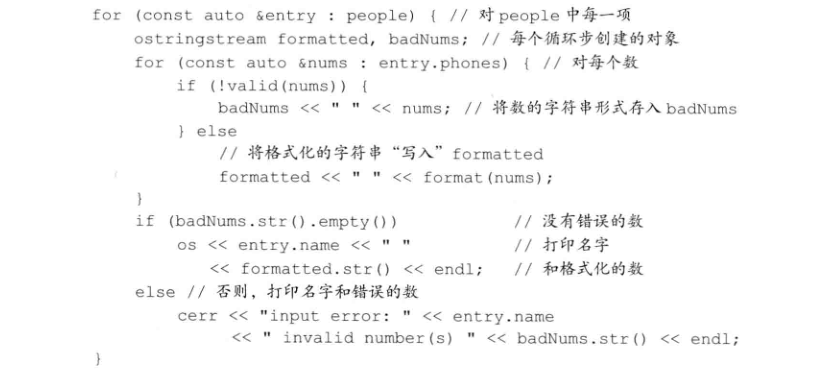 for (const auto &entry : people) { // 对people中每一项
    ostringstream formatted, badNums; // 每个循环步创建的对象
    for (const auto &nums : entry.phones) { // 对每个数
        if (!valid(nums)) {
            badNums << " " << nums; // 将数的字符串形式存入badNums
        } else
            // 将格式化的字符串“写入”formatted
            formatted << " " << format(nums);
    }
    if (badNums.str().empty()) // 没有错误的数
        os << entry.name << " " // 打印名字
           << formatted.str() << endl; // 和格式化的数
    else // 否则，打印名字和错误的数
        cerr << "input error: " << entry.name
             << " invalid number(s) " << badNums.str() << endl;
}